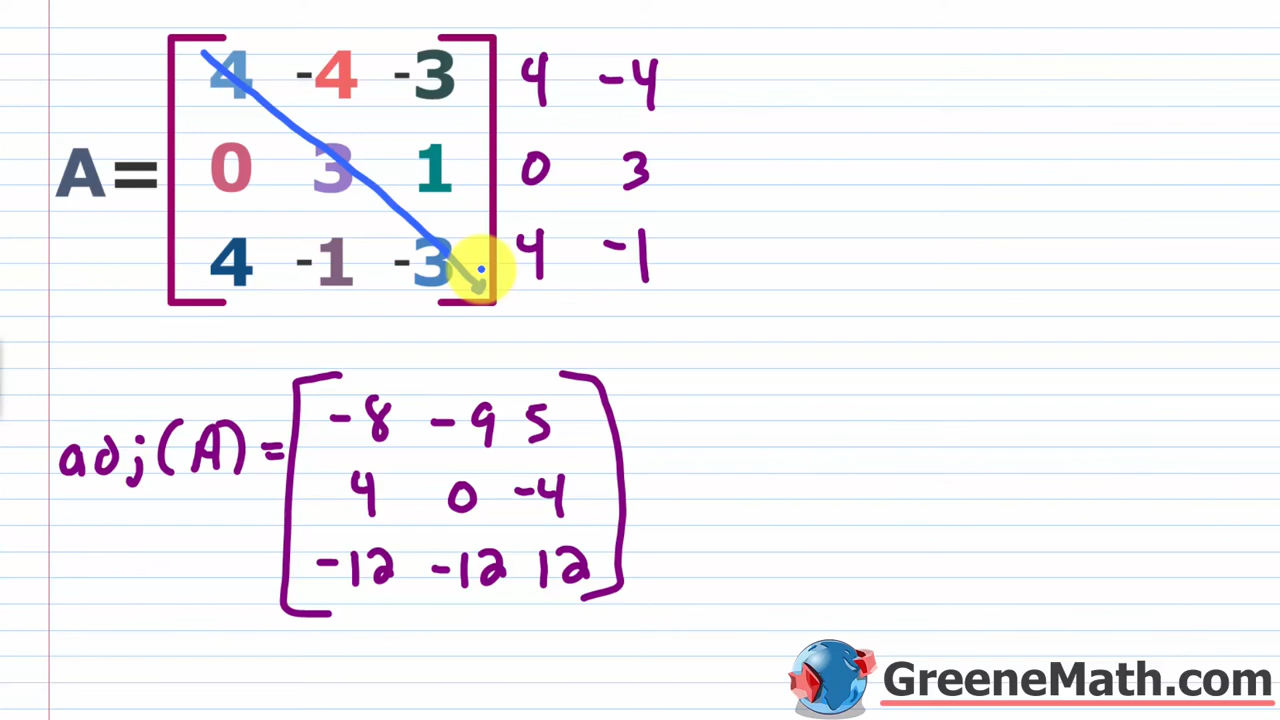 4 -4 -3 4 -4
A= 0 3 1 0 3
4 -1 -3 4 -1
-8 -9 5
adj(A) = 4 0 -4
-12 -12 12
GreeneMath.com